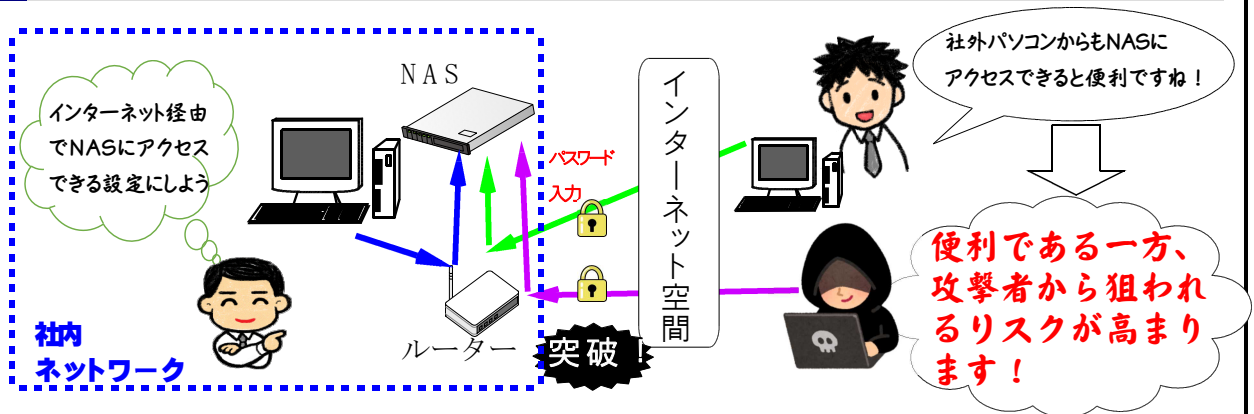 インターネット経由
でNASにアクセス
できる設定にしよう
NAS
パスワード
入力
インターネット空間
社外パソコンからもNASに
アクセスできると便利ですね！
便利である一方、
攻撃者から狙われ
るリスクが高まり
ます！
社内
ネットワーク
ルーター
突破！